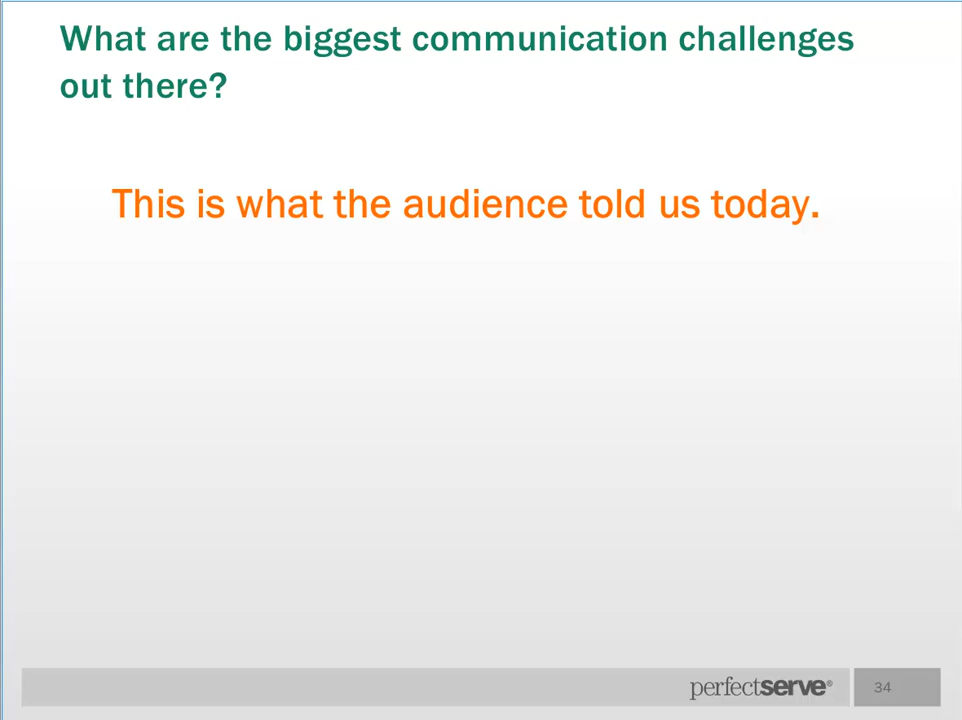 What are the biggest communication challenges
out there?
This is what the audience told us today.
perfectserve®
34